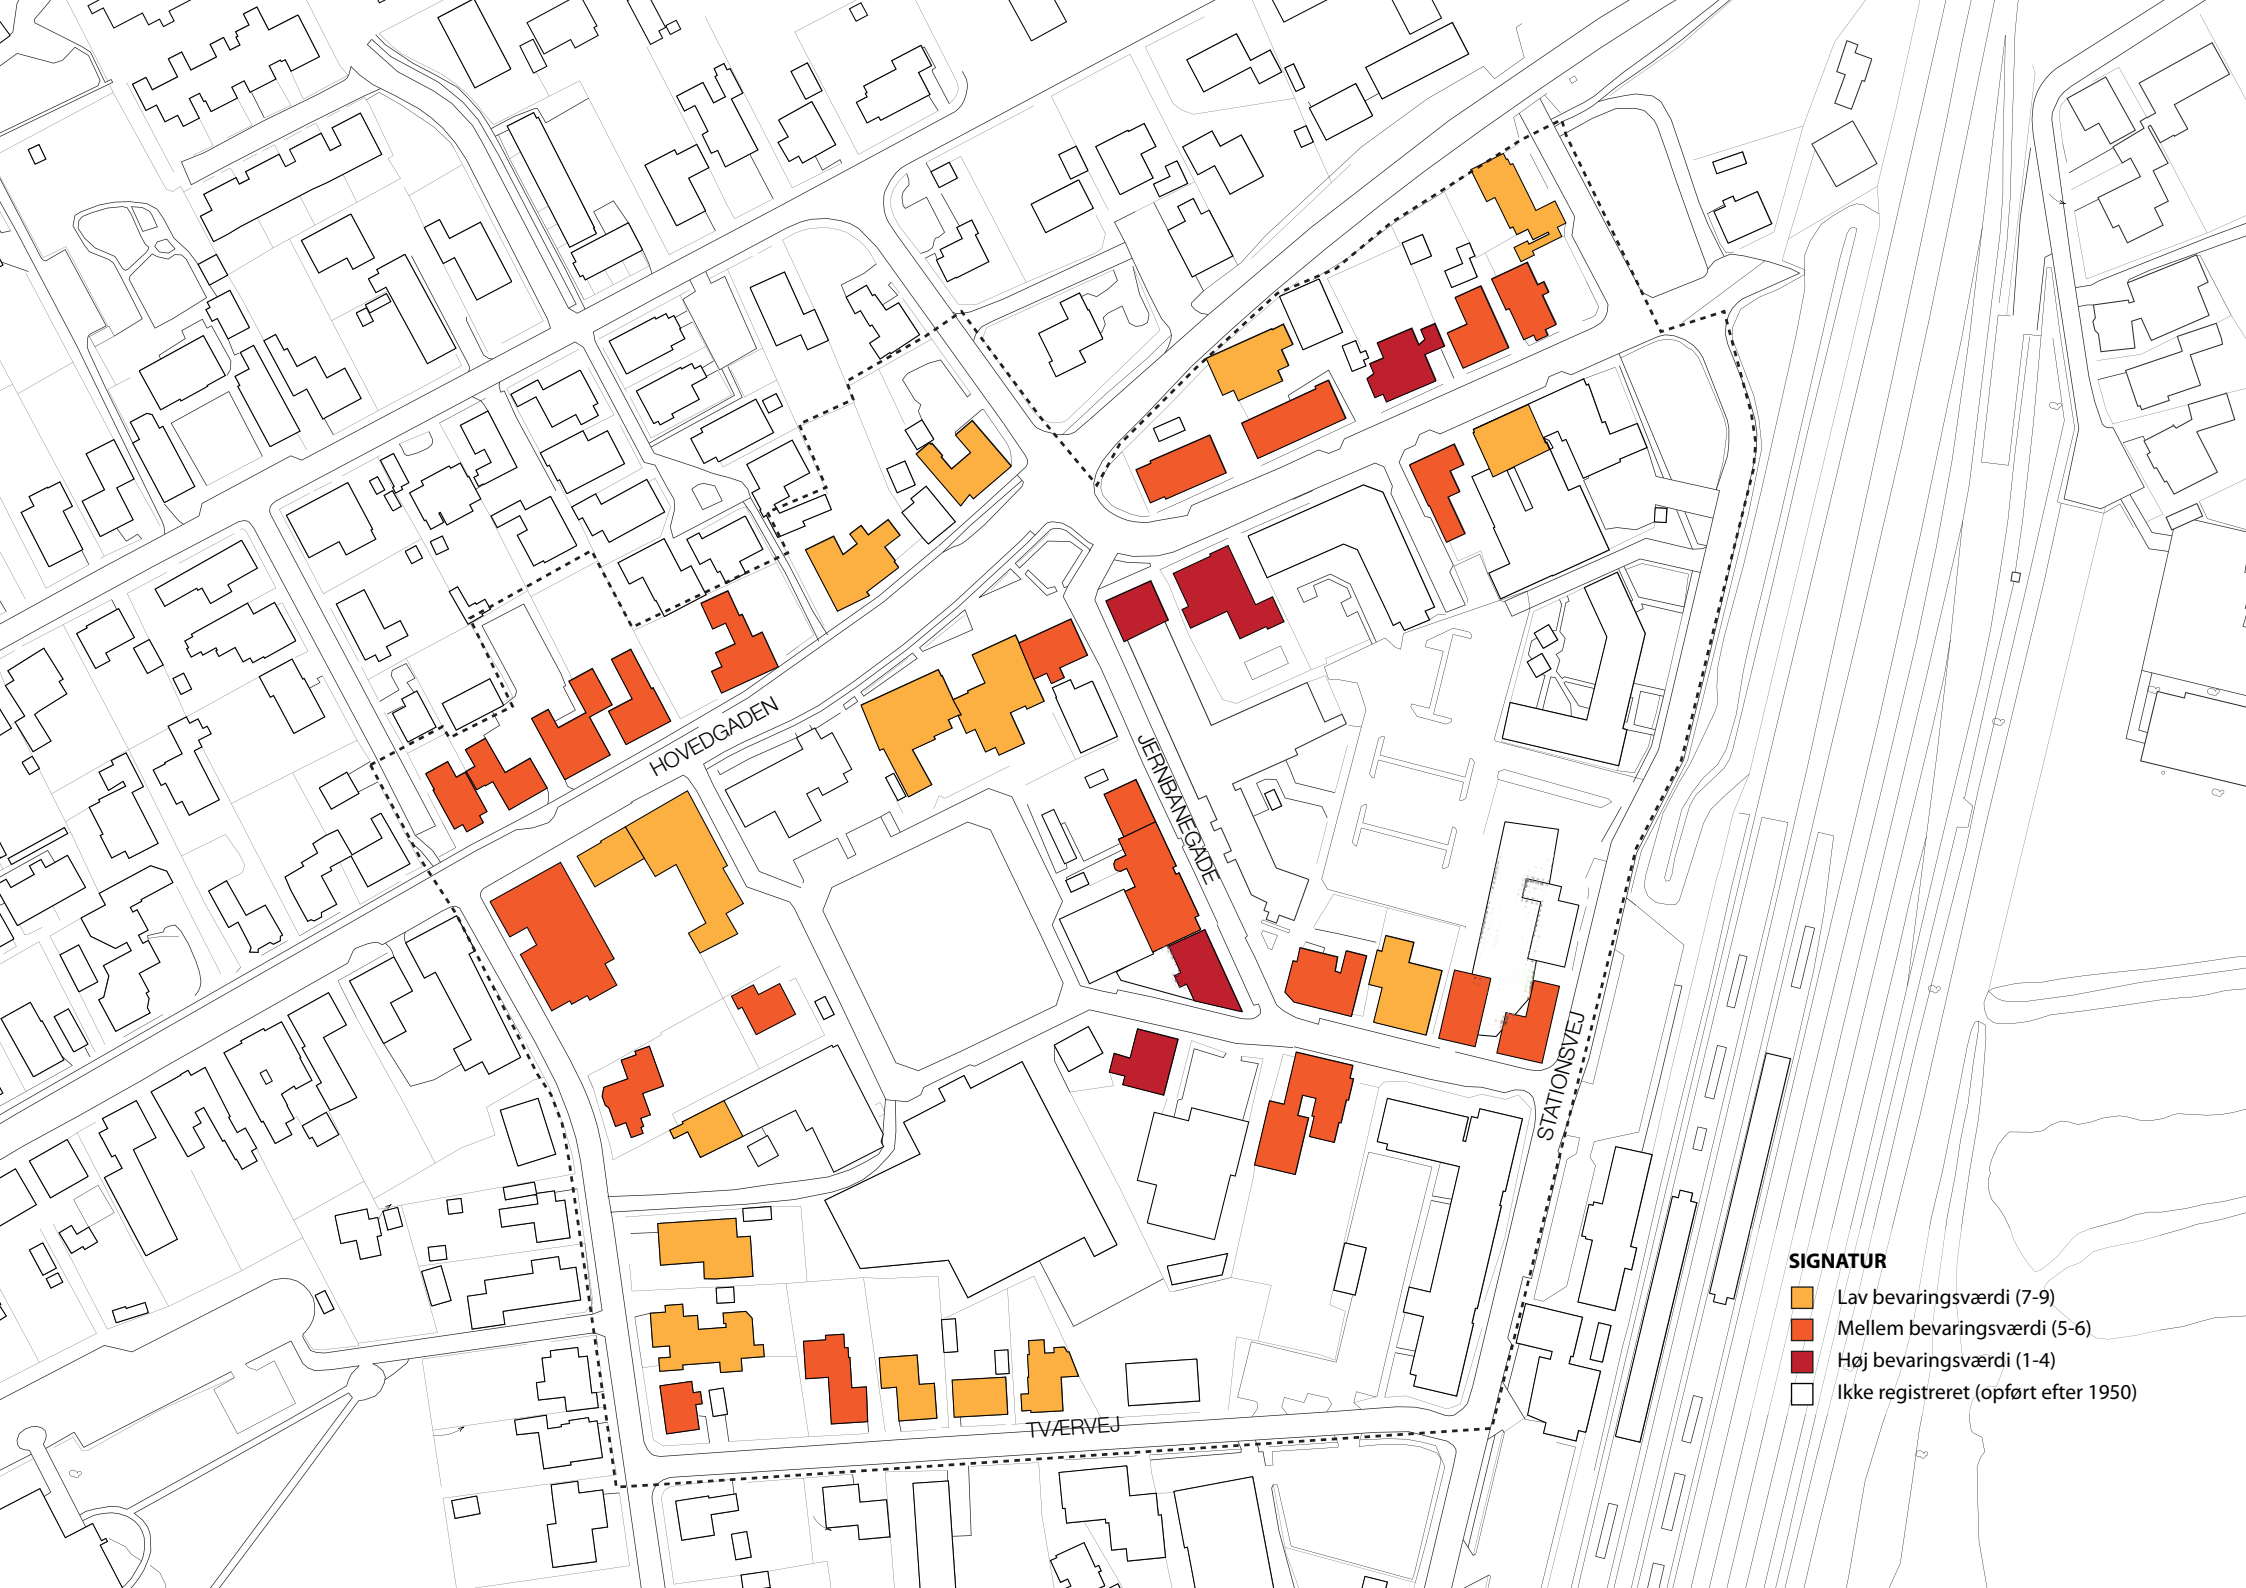 HOVEDGADEN
JERNBANEGADE
STATIONSVEJ
TVÆRVEJ
SIGNATUR
Lav bevaringsværdi (7-9)
Mellem bevaringsværdi (5-6)
Høj bevaringsværdi (1-4)
Ikke registreret (opført efter 1950)